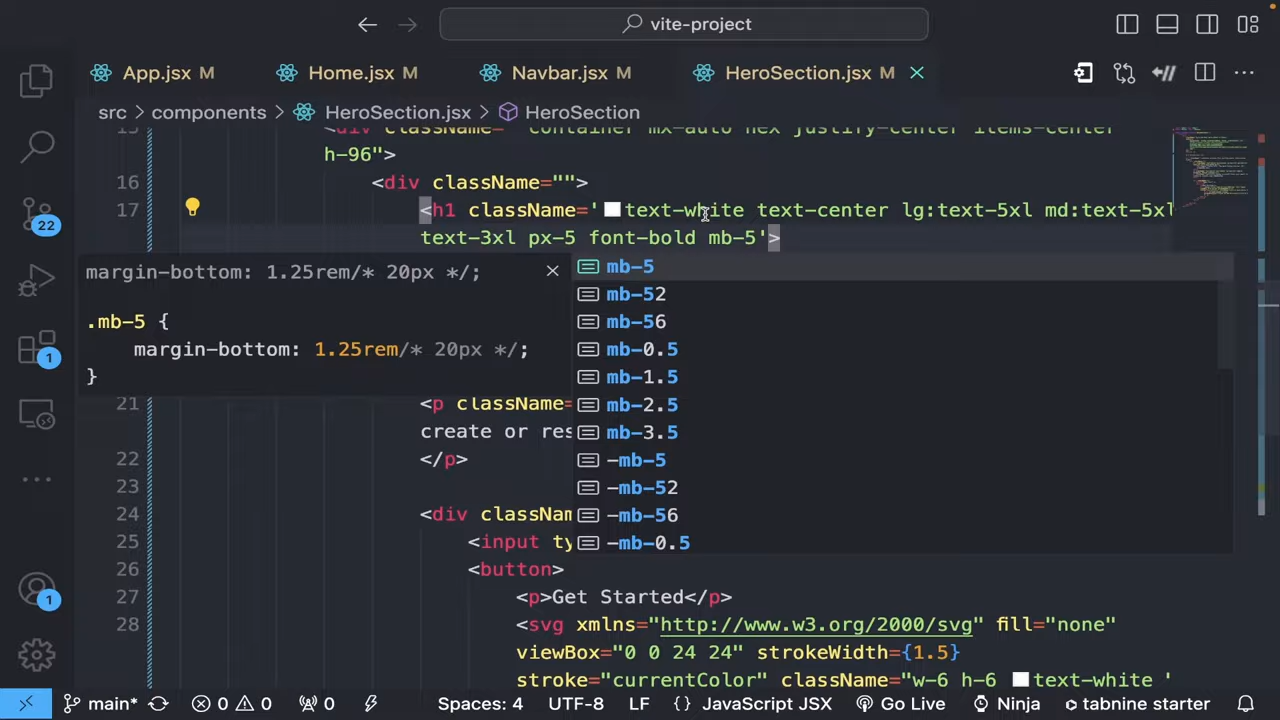 vite-project
App.jsx M
Home.jsx M
Navbar.jsx M
HeroSection.jsx M
src > components > HeroSection.jsx > HeroSection
15 <div className=" container mx-auto flex justify-center items-center
h-96">
16 <div className="">
17 <h1 className=' text-white text-center lg:text-5xl md:text-5xl
text-3xl px-5 font-bold mb-5'>
margin-bottom: 1.25rem/* 20px */;
.mb-5 {
margin-bottom: 1.25rem/* 20px */;
}
mb-5
mb-52
mb-56
mb-0.5
mb-1.5
mb-2.5
mb-3.5
-mb-5
-mb-52
-mb-56
-mb-0.5
21 <p className=
create or res
22 </p>
23
24 <div classNam
25 <input ty
26 <button>
27 <p>Get Started</p>
28 <svg xmlns="http://www.w3.org/2000/svg" fill="none"
viewBox="0 0 24 24" strokeWidth={1.5}
stroke="currentColor" className="w-6 h-6 text-white '
22
1
1
main* 0 0 0 Spaces: 4 UTF-8 LF {} JavaScript JSX Go Live Ninja tabnine starter